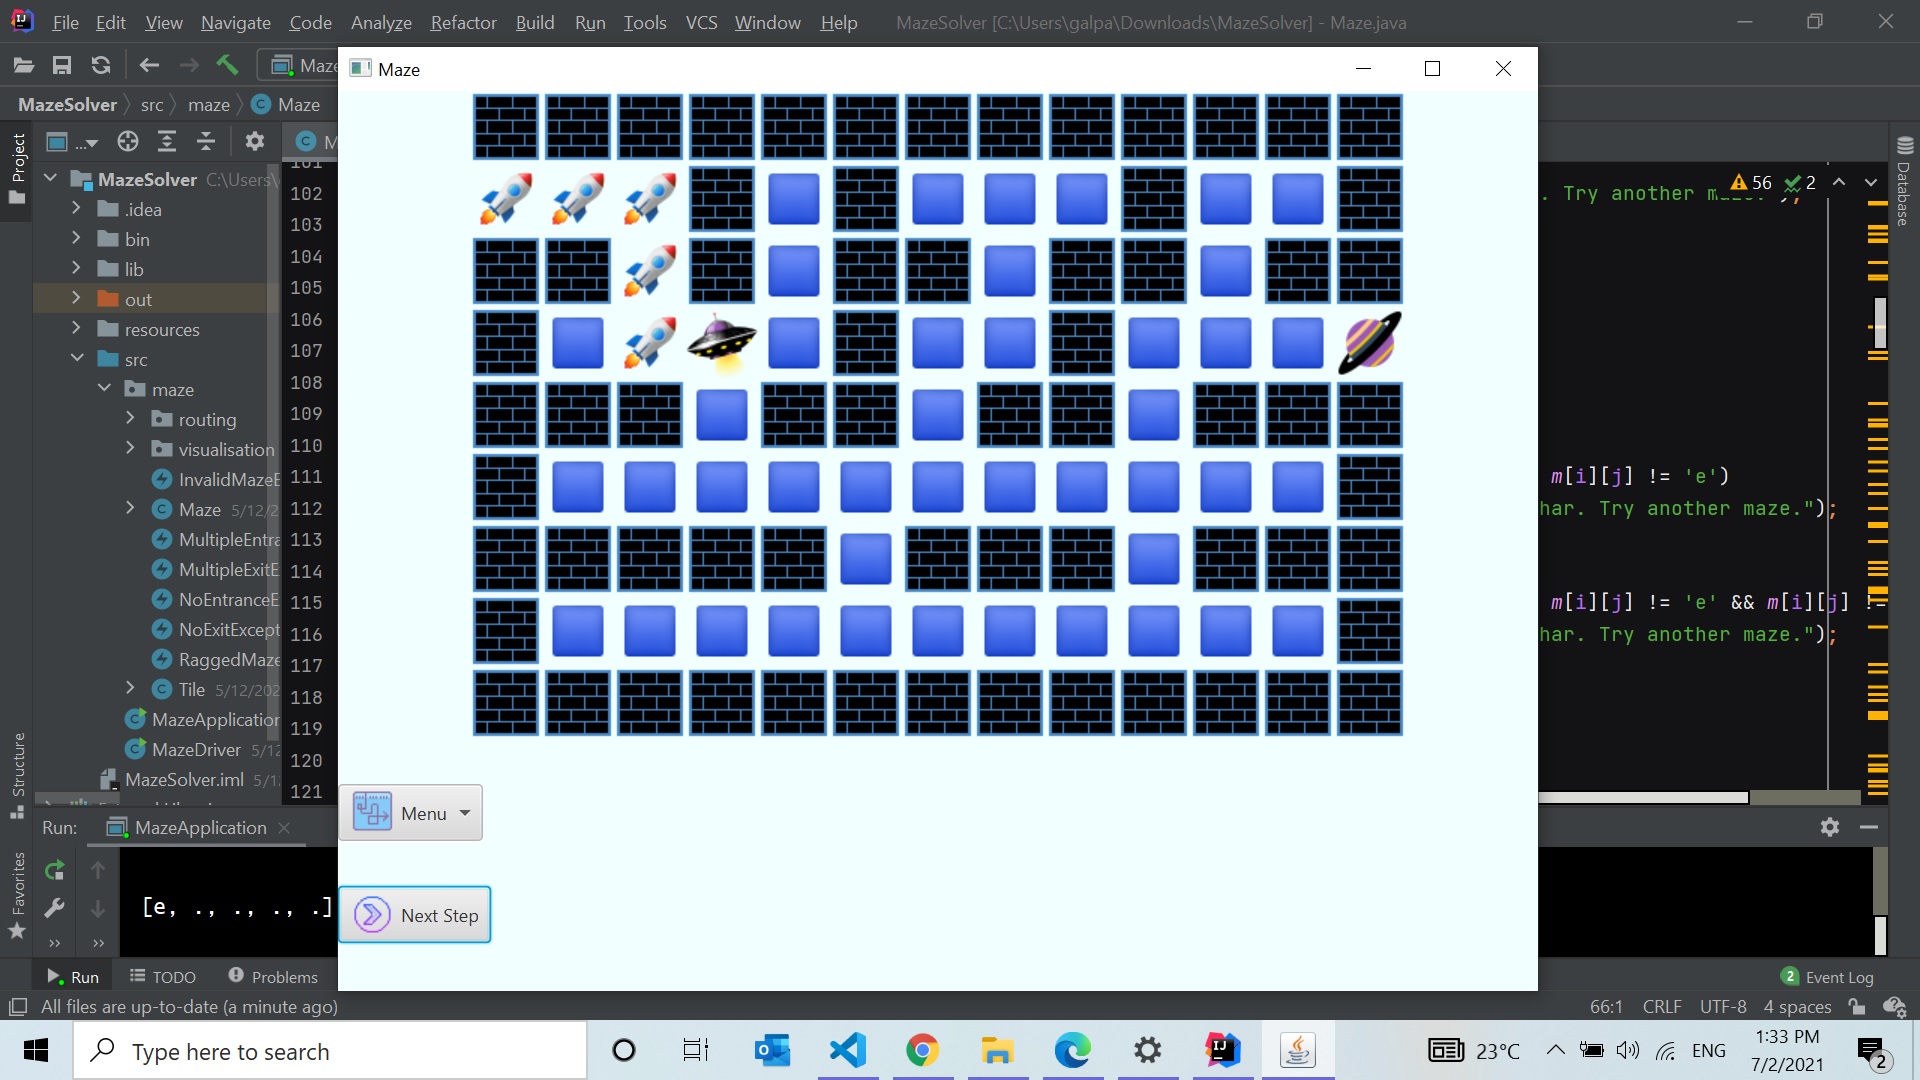 File Edit View Navigate Code Analyze Refactor Build Run Tools VCS Window Help MazeSolver [C:\Users\galpa\Downloads\MazeSolver] - Maze.java
Maze
MazeSolver src maze Maze
Project
... M
MazeSolver C:\Users\
.idea
bin
lib
out
resources
src
maze
routing
visualisation
InvalidMazeE
Maze 5/12/2
MultipleEntra
MultipleExitE
NoEntranceE
NoExitExcept
RaggedMaze
Tile 5/12/202
MazeApplication
MazeDriver 5/12
MazeSolver.iml 5/1
101
102
103
104
105
106
107
108
109
110
111
112
113
114
115
116
117
118
119
120
121
Maze
Menu
Next Step
56 2
. Try another maze.");
m[i][j] != 'e')
har. Try another maze.");
m[i][j] != 'e' && m[i][j] !=
har. Try another maze.");
Database
Structure
Favorites
Run: MazeApplication
[e, ., ., ., .]
Run TODO Problems
2 Event Log
All files are up-to-date (a minute ago)
66:1 CRLF UTF-8 4 spaces
Type here to search
23°C ENG
1:33 PM
7/2/2021
2